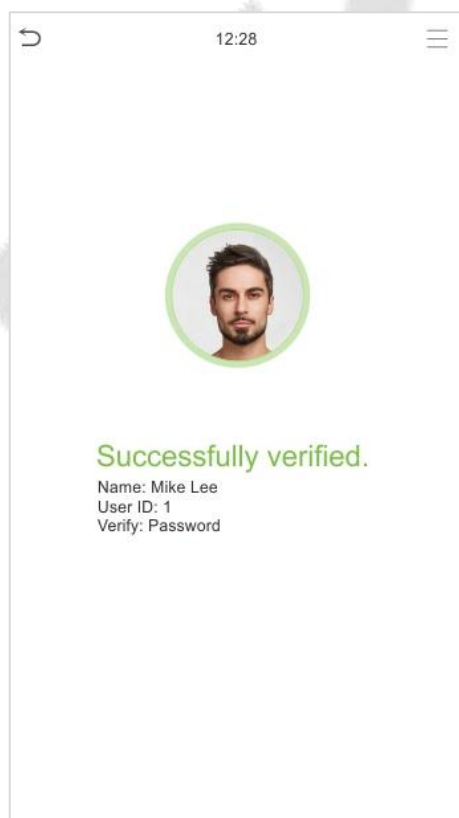 12:28
Successfully verified.
Name: Mike Lee
User ID: 1
Verify: Password